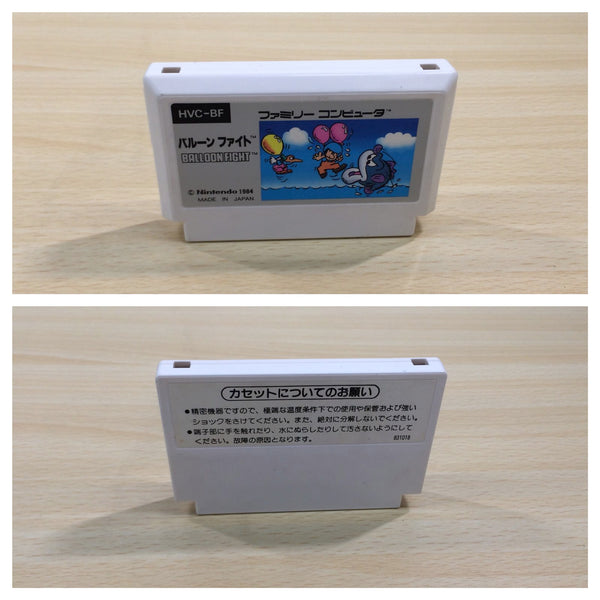 HVC-BF
ファミリー コンピュータ™
バルーン ファイト™
BALLOON FIGHT™
© Nintendo 1984
MADE IN JAPAN
カセットについてのお願い
●精密機器ですので、極端な温度条件下での使用や保管および強い
ショックをさけてください。また、絶対に分解しないでください。
●端子部に手を触れたり、水にぬらしたりして汚さないようにして
ください。故障の原因となります。
831018